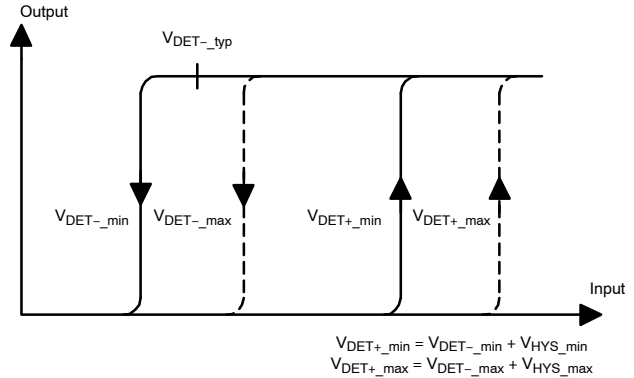 Output
VDET−_typ
VDET−_min
VDET−_max
VDET+_min
VDET+_max
Input
VDET+_min = VDET−_min + VHYS_min
VDET+_max = VDET−_max + VHYS_max